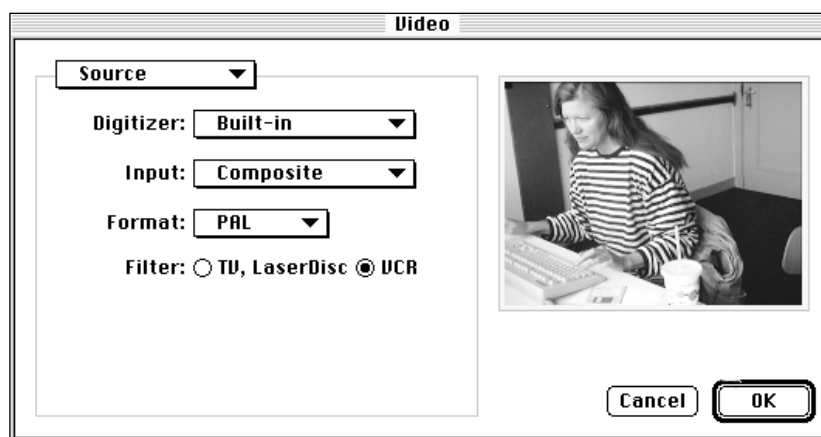 Video
Source
Digitizer: Built-in
Input: Composite
Format: PAL
Filter: TV, LaserDisc VCR
Cancel OK